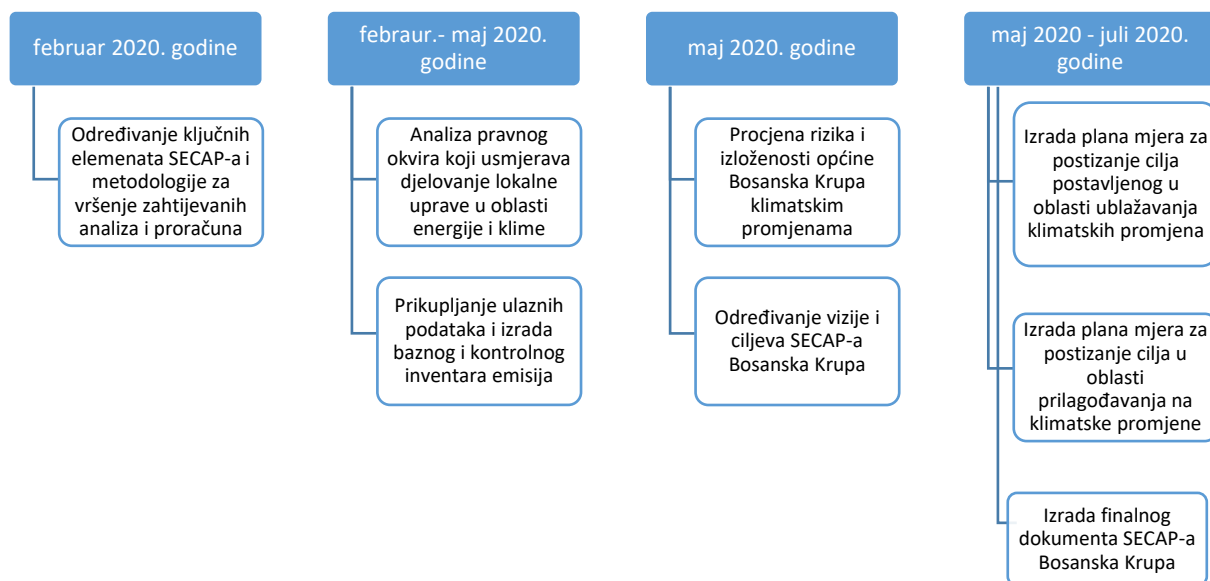 februar 2020. godine
Određivanje ključnih
elemenata SECAP-a i
metodologije za
vršenje zahtijevanih
analiza i proračuna
febraur.- maj 2020.
godine
Analiza pravnog
okvira koji usmjerava
djelovanje lokalne
uprave u oblasti
energije i klime
Prikupljanje ulaznih
podataka i izrada
baznog i kontrolnog
inventara emisija
maj 2020. godine
Procjena rizika i
izloženosti općine
Bosanska Krupa
klimatskim
promjenama
Određivanje vizije i
ciljeva SECAP-a
Bosanska Krupa
maj 2020 - juli 2020.
godine
Izrada plana mjera za
postizanje cilja
postavljenog u
oblasti ublažavanja
klimatskih promjena
Izrada plana mjera za
postizanje cilja u
oblasti
prilagođavanja na
klimatske promjene
Izrada finalnog
dokumenta SECAP-a
Bosanska Krupa